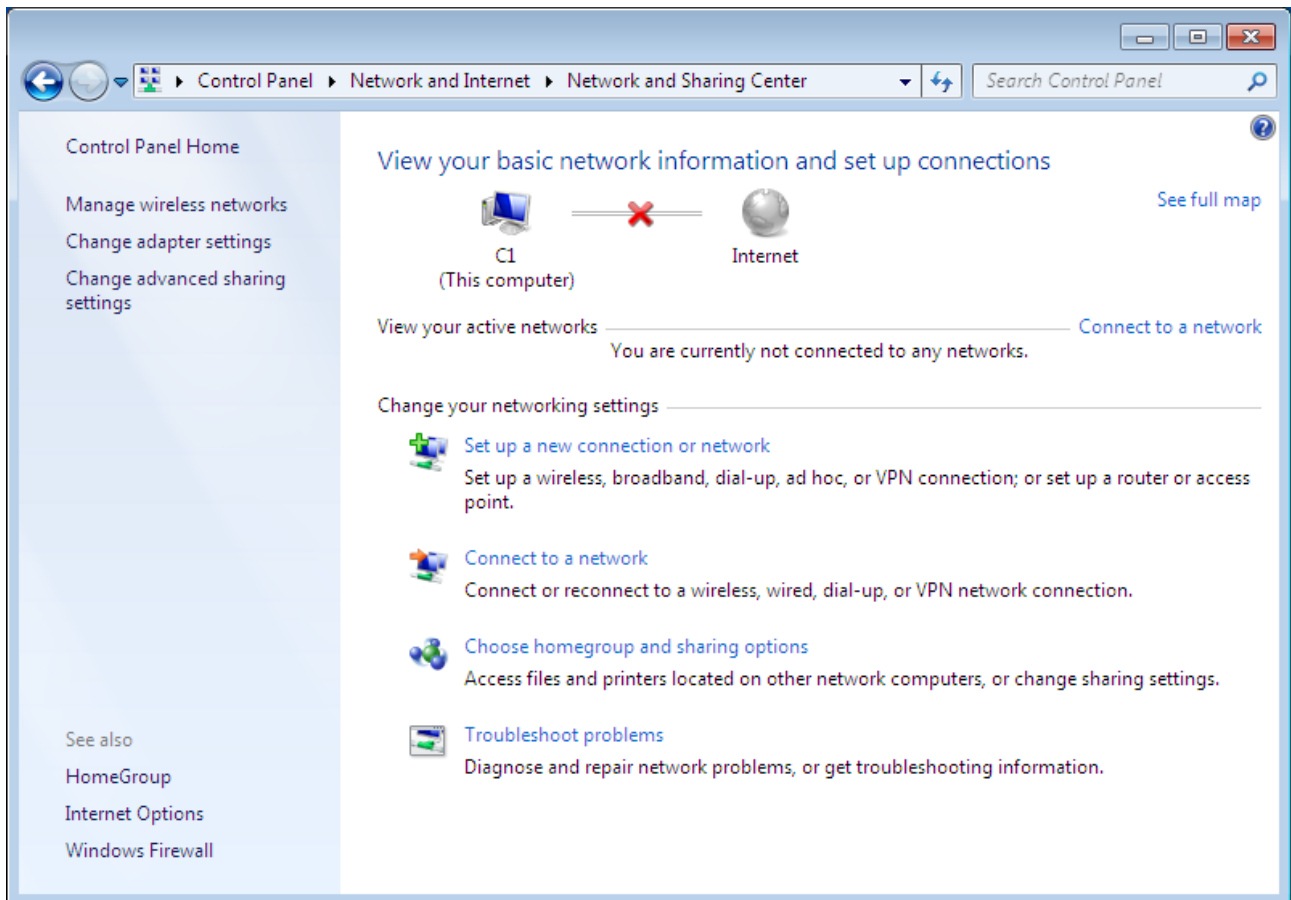 Control Panel
Network and Internet
Network and Sharing Center
Search Control Panel
Control Panel Home
Manage wireless networks
Change adapter settings
Change advanced sharing
settings
See also
HomeGroup
Internet Options
Windows Firewall
View your basic network information and set up connections
See full map
C1
(This computer)
Internet
View your active networks
Connect to a network
You are currently not connected to any networks.
Change your networking settings
Set up a new connection or network
Set up a wireless, broadband, dial-up, ad hoc, or VPN connection; or set up a router or access
point.
Connect to a network
Connect or reconnect to a wireless, wired, dial-up, or VPN network connection.
Choose homegroup and sharing options
Access files and printers located on other network computers, or change sharing settings.
Troubleshoot problems
Diagnose and repair network problems, or get troubleshooting information.